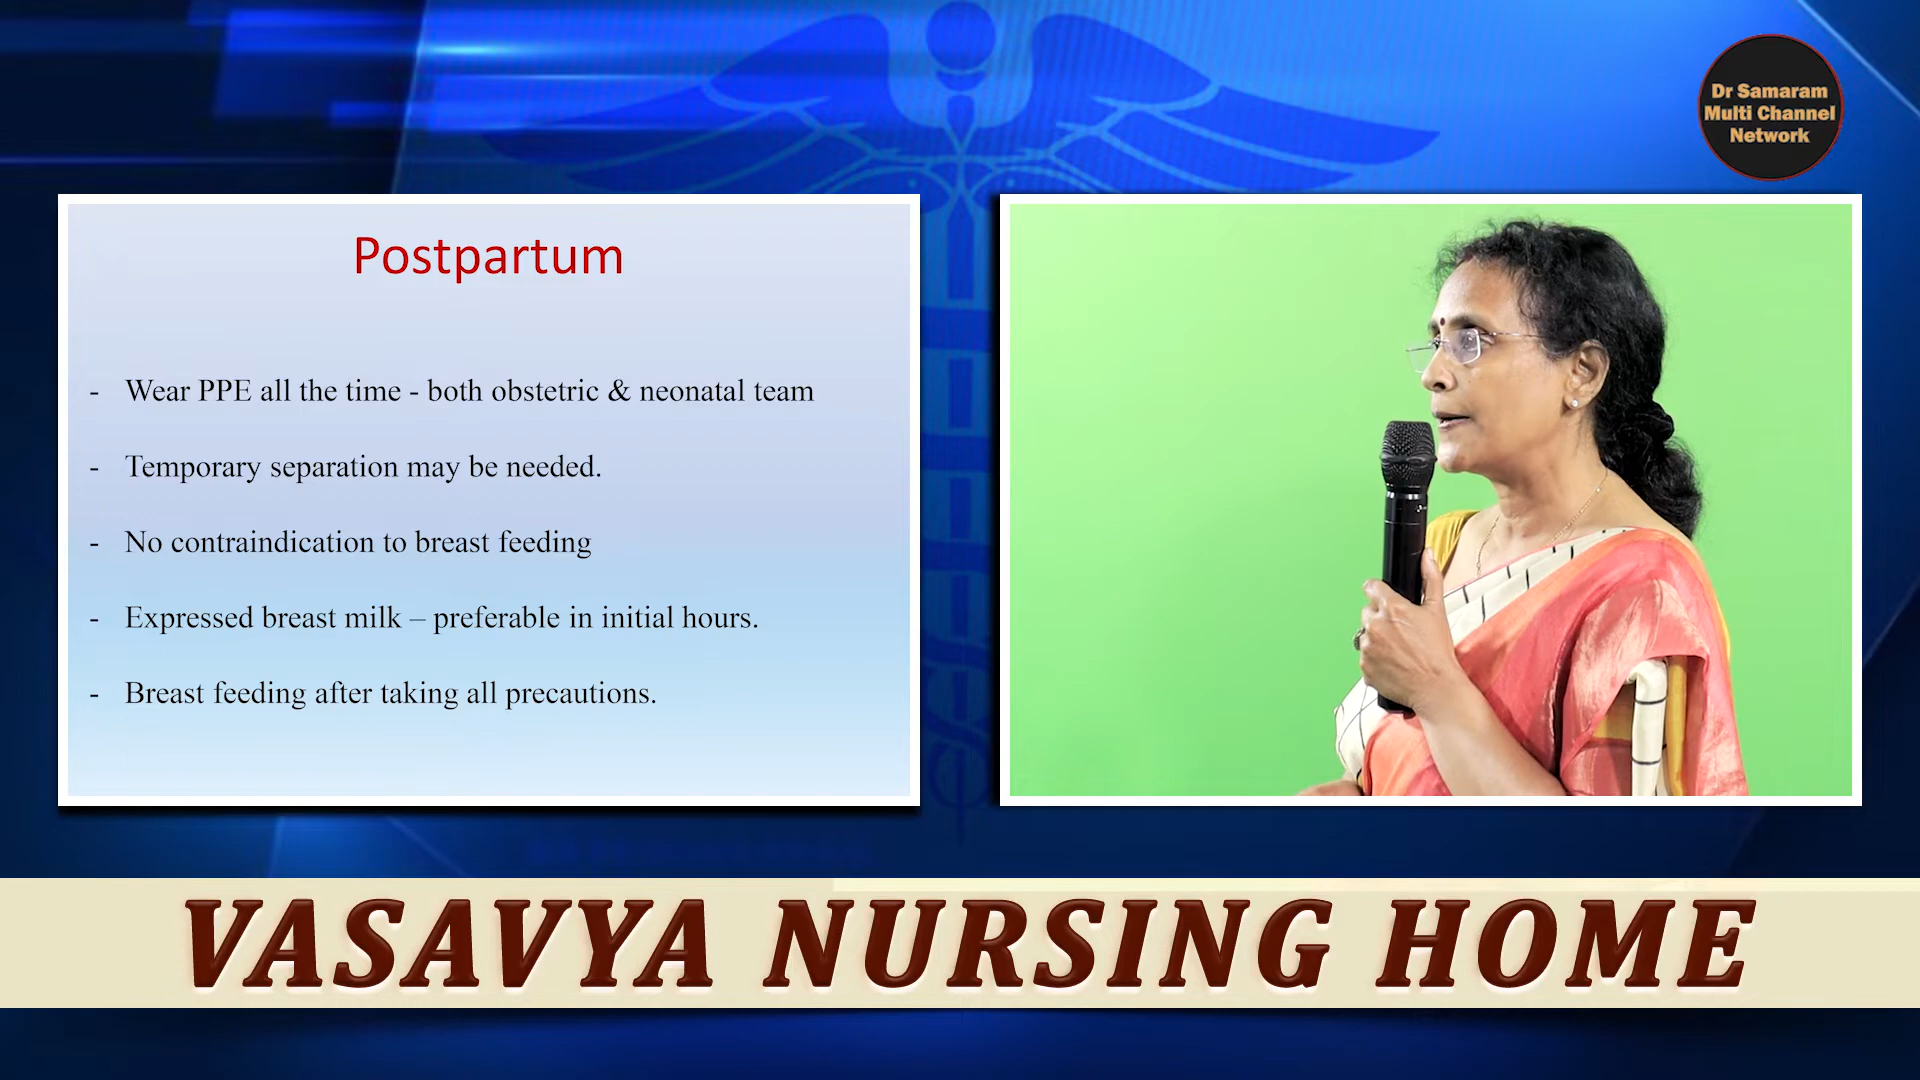 Dr Samaram
Multi Channel
Network
Postpartum
- Wear PPE all the time - both obstetric & neonatal team
- Temporary separation may be needed.
- No contraindication to breast feeding
- Expressed breast milk – preferable in initial hours.
- Breast feeding after taking all precautions.
VASAVYA NURSING HOME